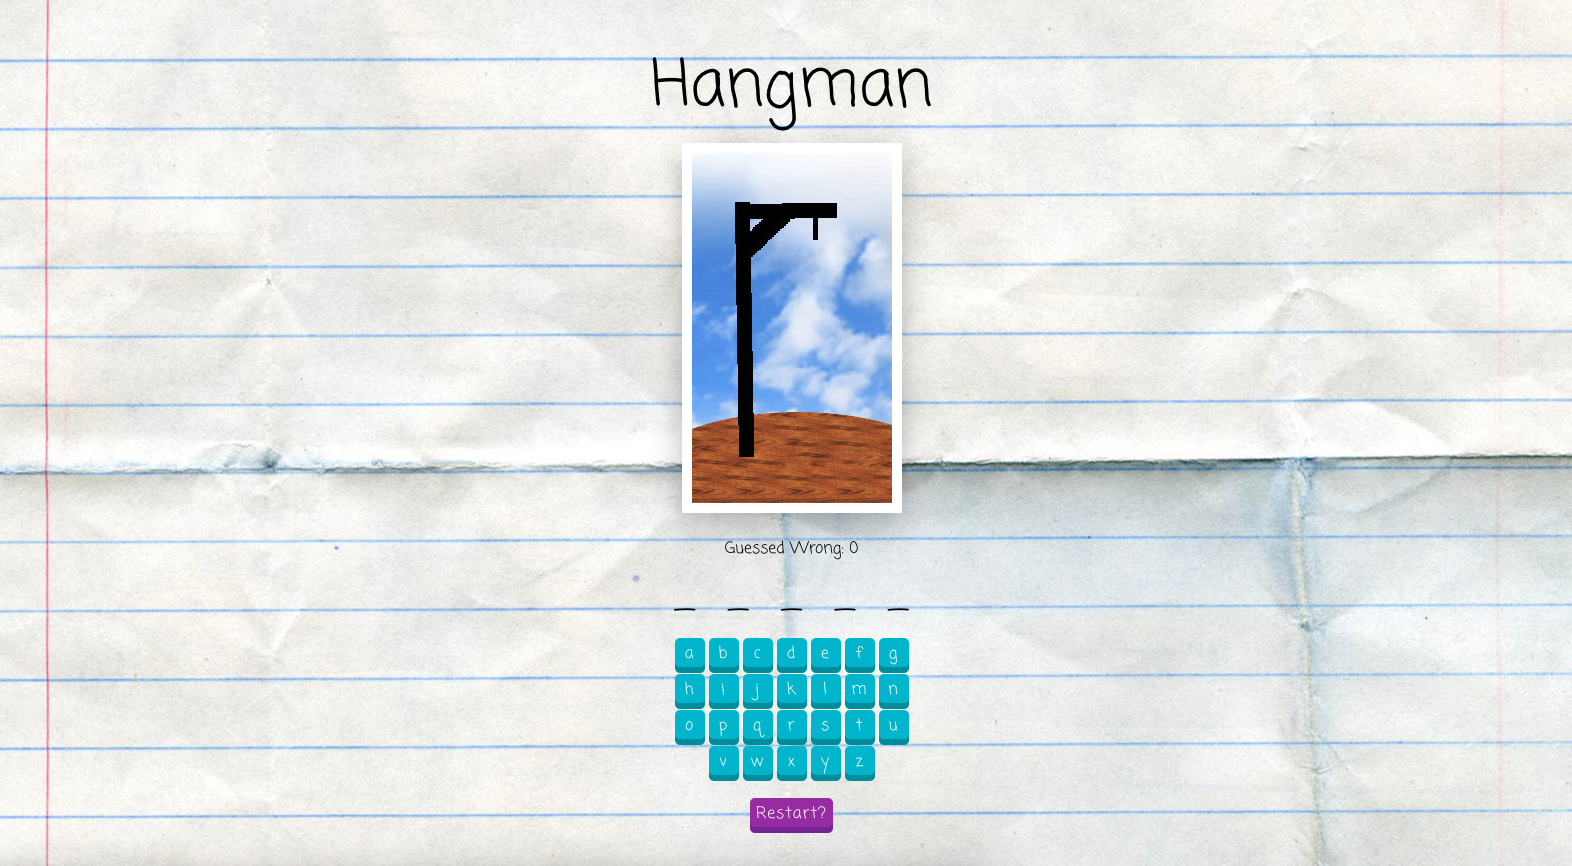 Hangman
Guessed Wrong: 0
_ _ _ _ _
a b c d e f g
h i j k l m n
o p q r s t u
v w x y z
Restart?